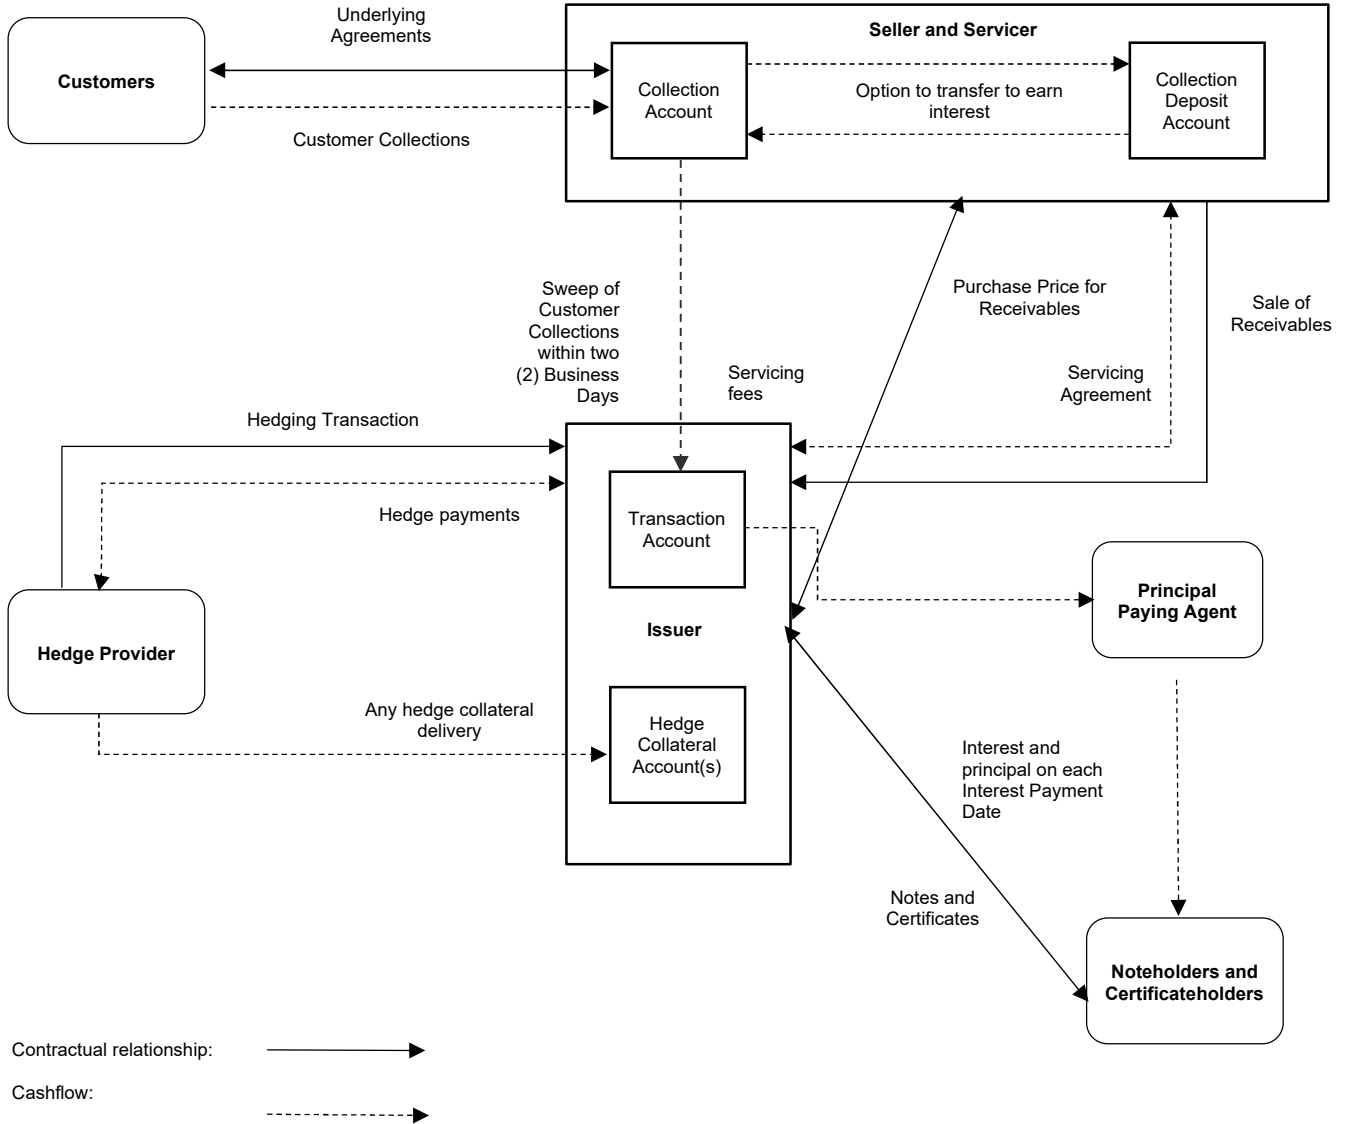 Underlying
Agreements
Customers
Customer Collections
Seller and Servicer
Collection
Account
Option to transfer to earn
interest
Collection
Deposit
Account
Sweep of
Customer
Collections
within two
(2) Business
Days
Servicing
fees
Purchase Price for
Receivables
Servicing
Agreement
Sale of
Receivables
Hedging Transaction
Hedge payments
Hedge Provider
Any hedge collateral
delivery
Transaction
Account
Issuer
Hedge
Collateral
Account(s)
Principal
Paying Agent
Interest and
principal on each
Interest Payment
Date
Notes and
Certificates
Noteholders and
Certificateholders
Contractual relationship:
Cashflow: